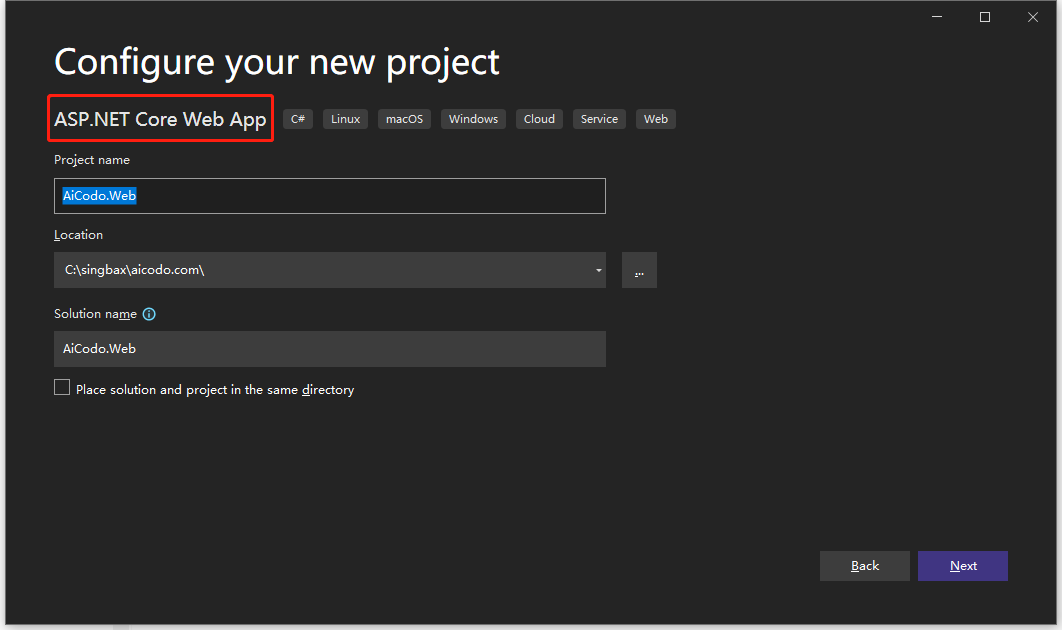 Configure your new project
ASP.NET Core Web App C# Linux macOS Windows Cloud Service Web
Project name
AiCodo.Web
Location
C:\singbax\aicodo.com\
...
Solution name
AiCodo.Web
Place solution and project in the same directory
Back Next